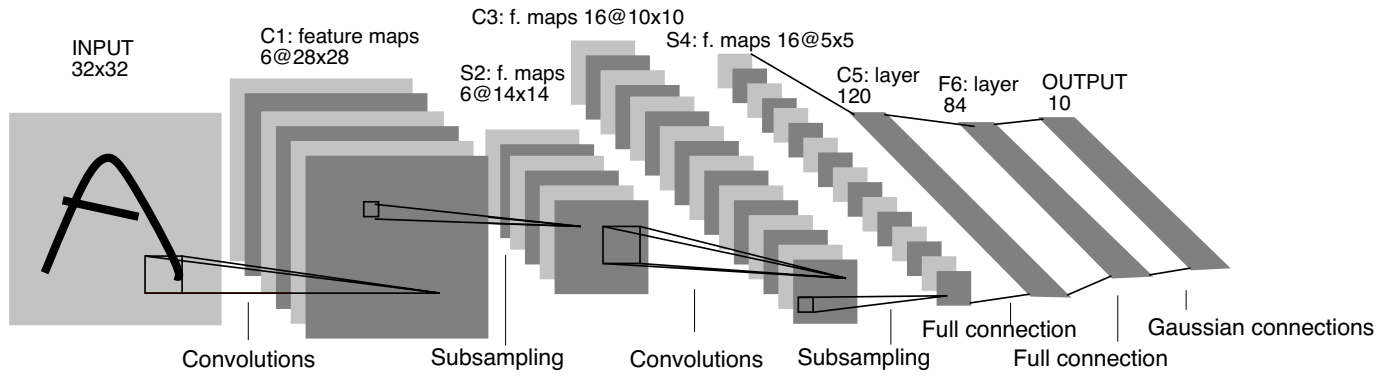 INPUT
32x32
C1: feature maps
6@28x28
S2: f. maps
6@14x14
C3: f. maps 16@10x10
S4: f. maps 16@5x5
C5: layer
120
F6: layer
84
OUTPUT
10
Convolutions
Subsampling
Convolutions
Subsampling
Full connection
Full connection
Gaussian connections